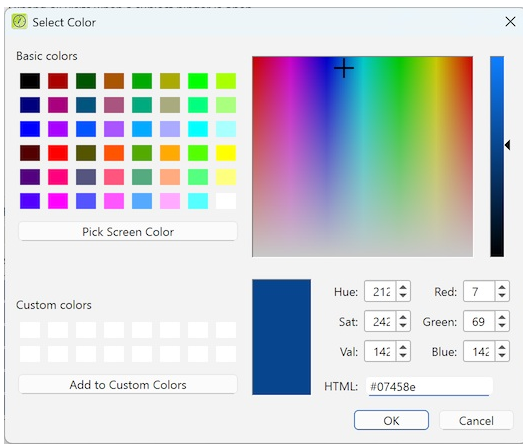 Select Color
Basic colors
Pick Screen Color
Custom colors
Add to Custom Colors
Hue: 212
Red: 7
Sat: 242
Green: 69
Val: 142
Blue: 142
HTML: #07458e
OK
Cancel